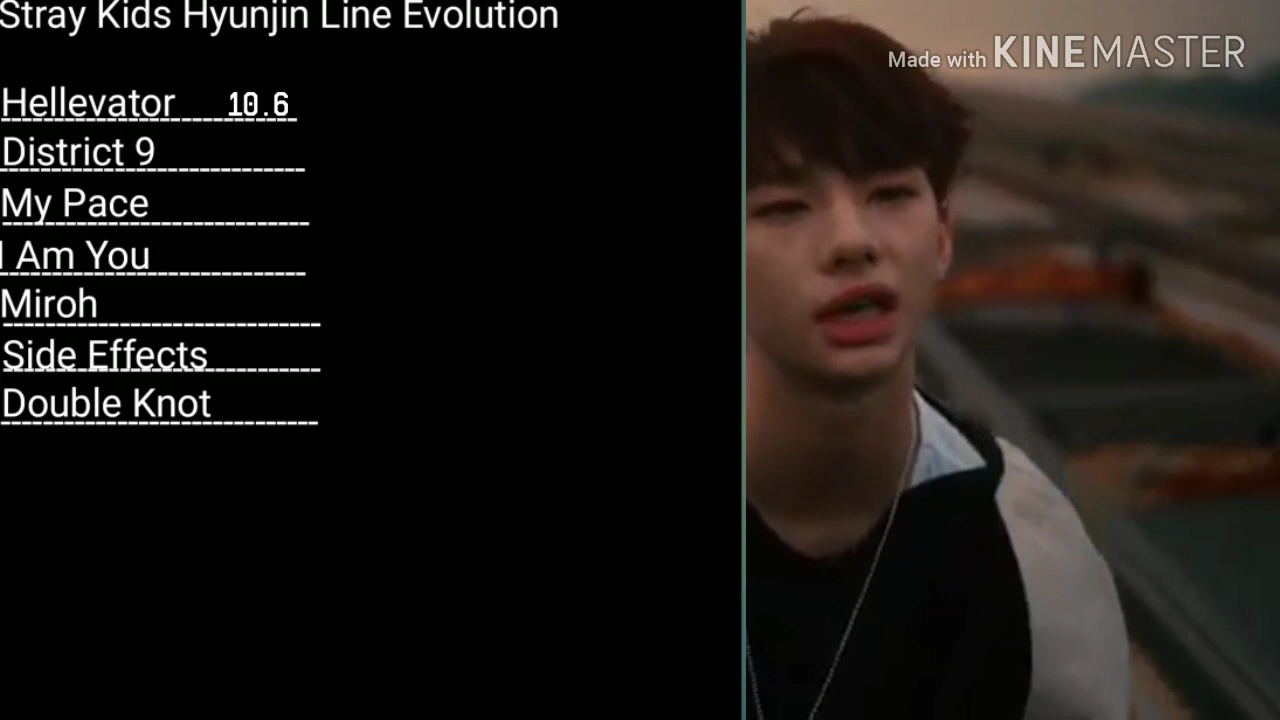 Stray Kids Hyunjin Line Evolution
Made with KINEMASTER
Hellevator 10.6
District 9
My Pace
I Am You
Miroh
Side Effects
Double Knot